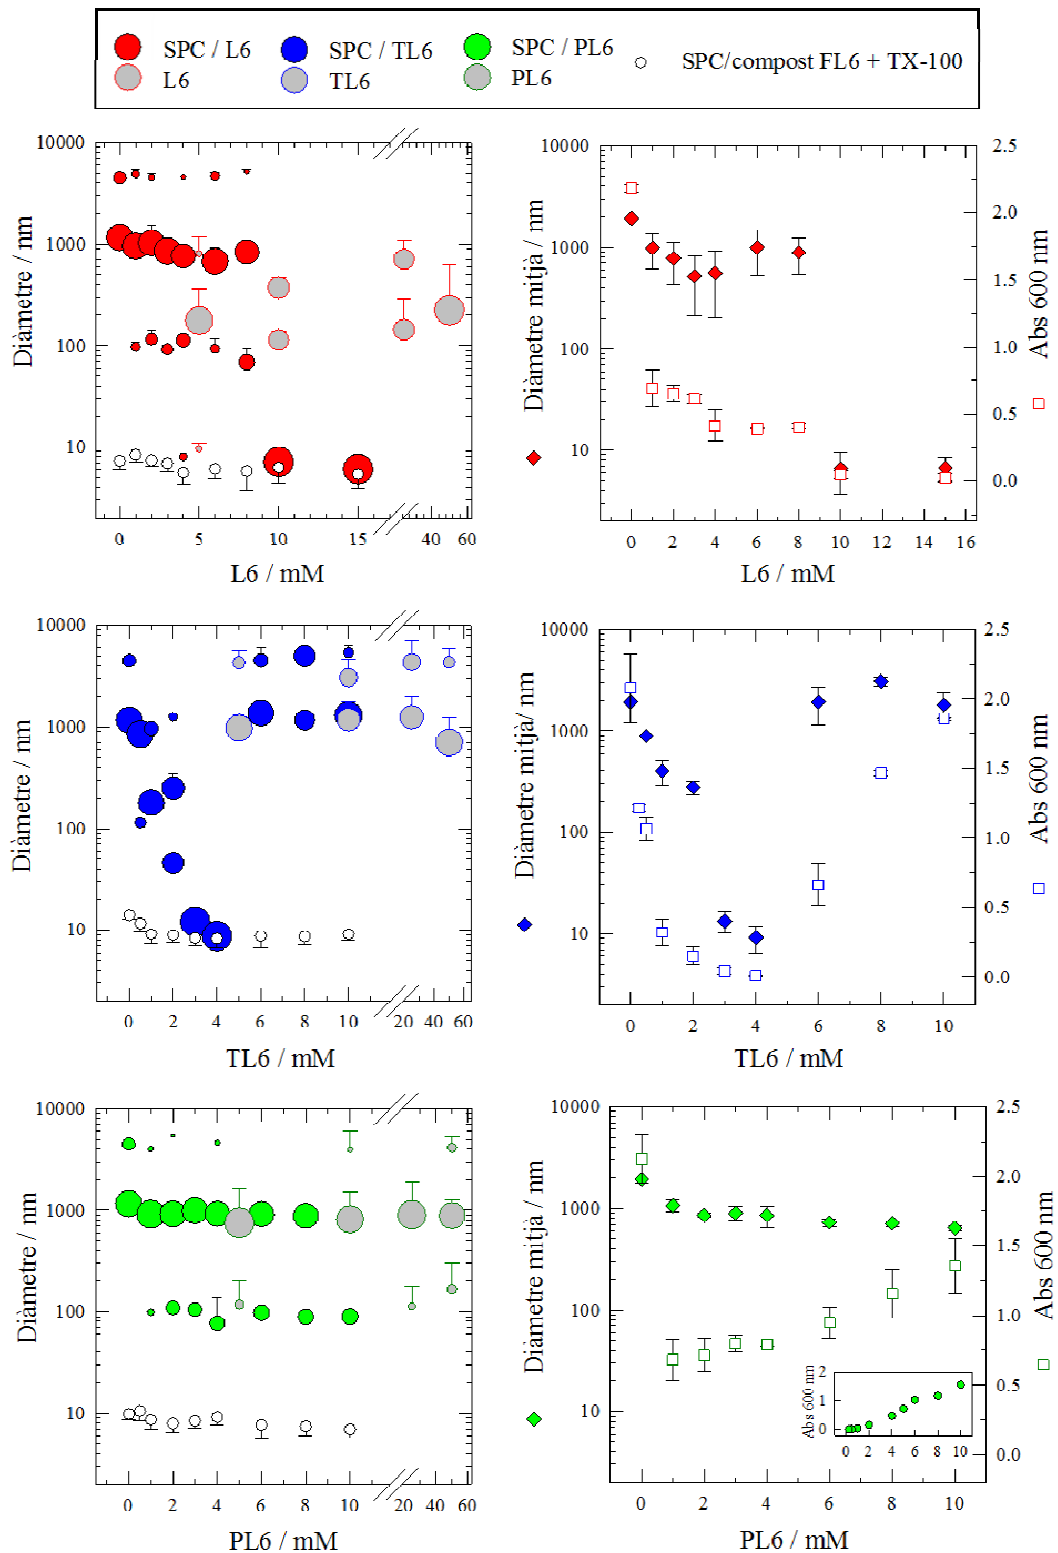 SPC / L6
SPC / TL6
SPC / PL6
SPC/compost FL6 + TX-100
L6
TL6
PL6
10000
1000
100
10
Diàmetre / nm
0 5 10 15 40 60
L6 / mM
10000
1000
100
10
Diàmetre mitjà / nm
2.5
2.0
1.5
1.0
0.5
0.0
Abs 600 nm
0 2 4 6 8 10 12 14 16
L6 / mM
10000
1000
100
10
Diàmetre / nm
0 2 4 6 8 10 20 40 60
TL6 / mM
10000
1000
100
10
Diàmetre mitjà/ nm
2.5
2.0
1.5
1.0
0.5
0.0
Abs 600 nm
0 2 4 6 8 10
TL6 / mM
10000
1000
100
10
Diàmetre / nm
0 2 4 6 8 10 20 40 60
PL6 / mM
10000
1000
100
10
Diàmetre mitjà / nm
2.5
2.0
1.5
1.0
0.5
0.0
Abs 600 nm
2
1
0
Abs 600 nm
0 2 4 6 8 10
0 2 4 6 8 10
PL6 / mM